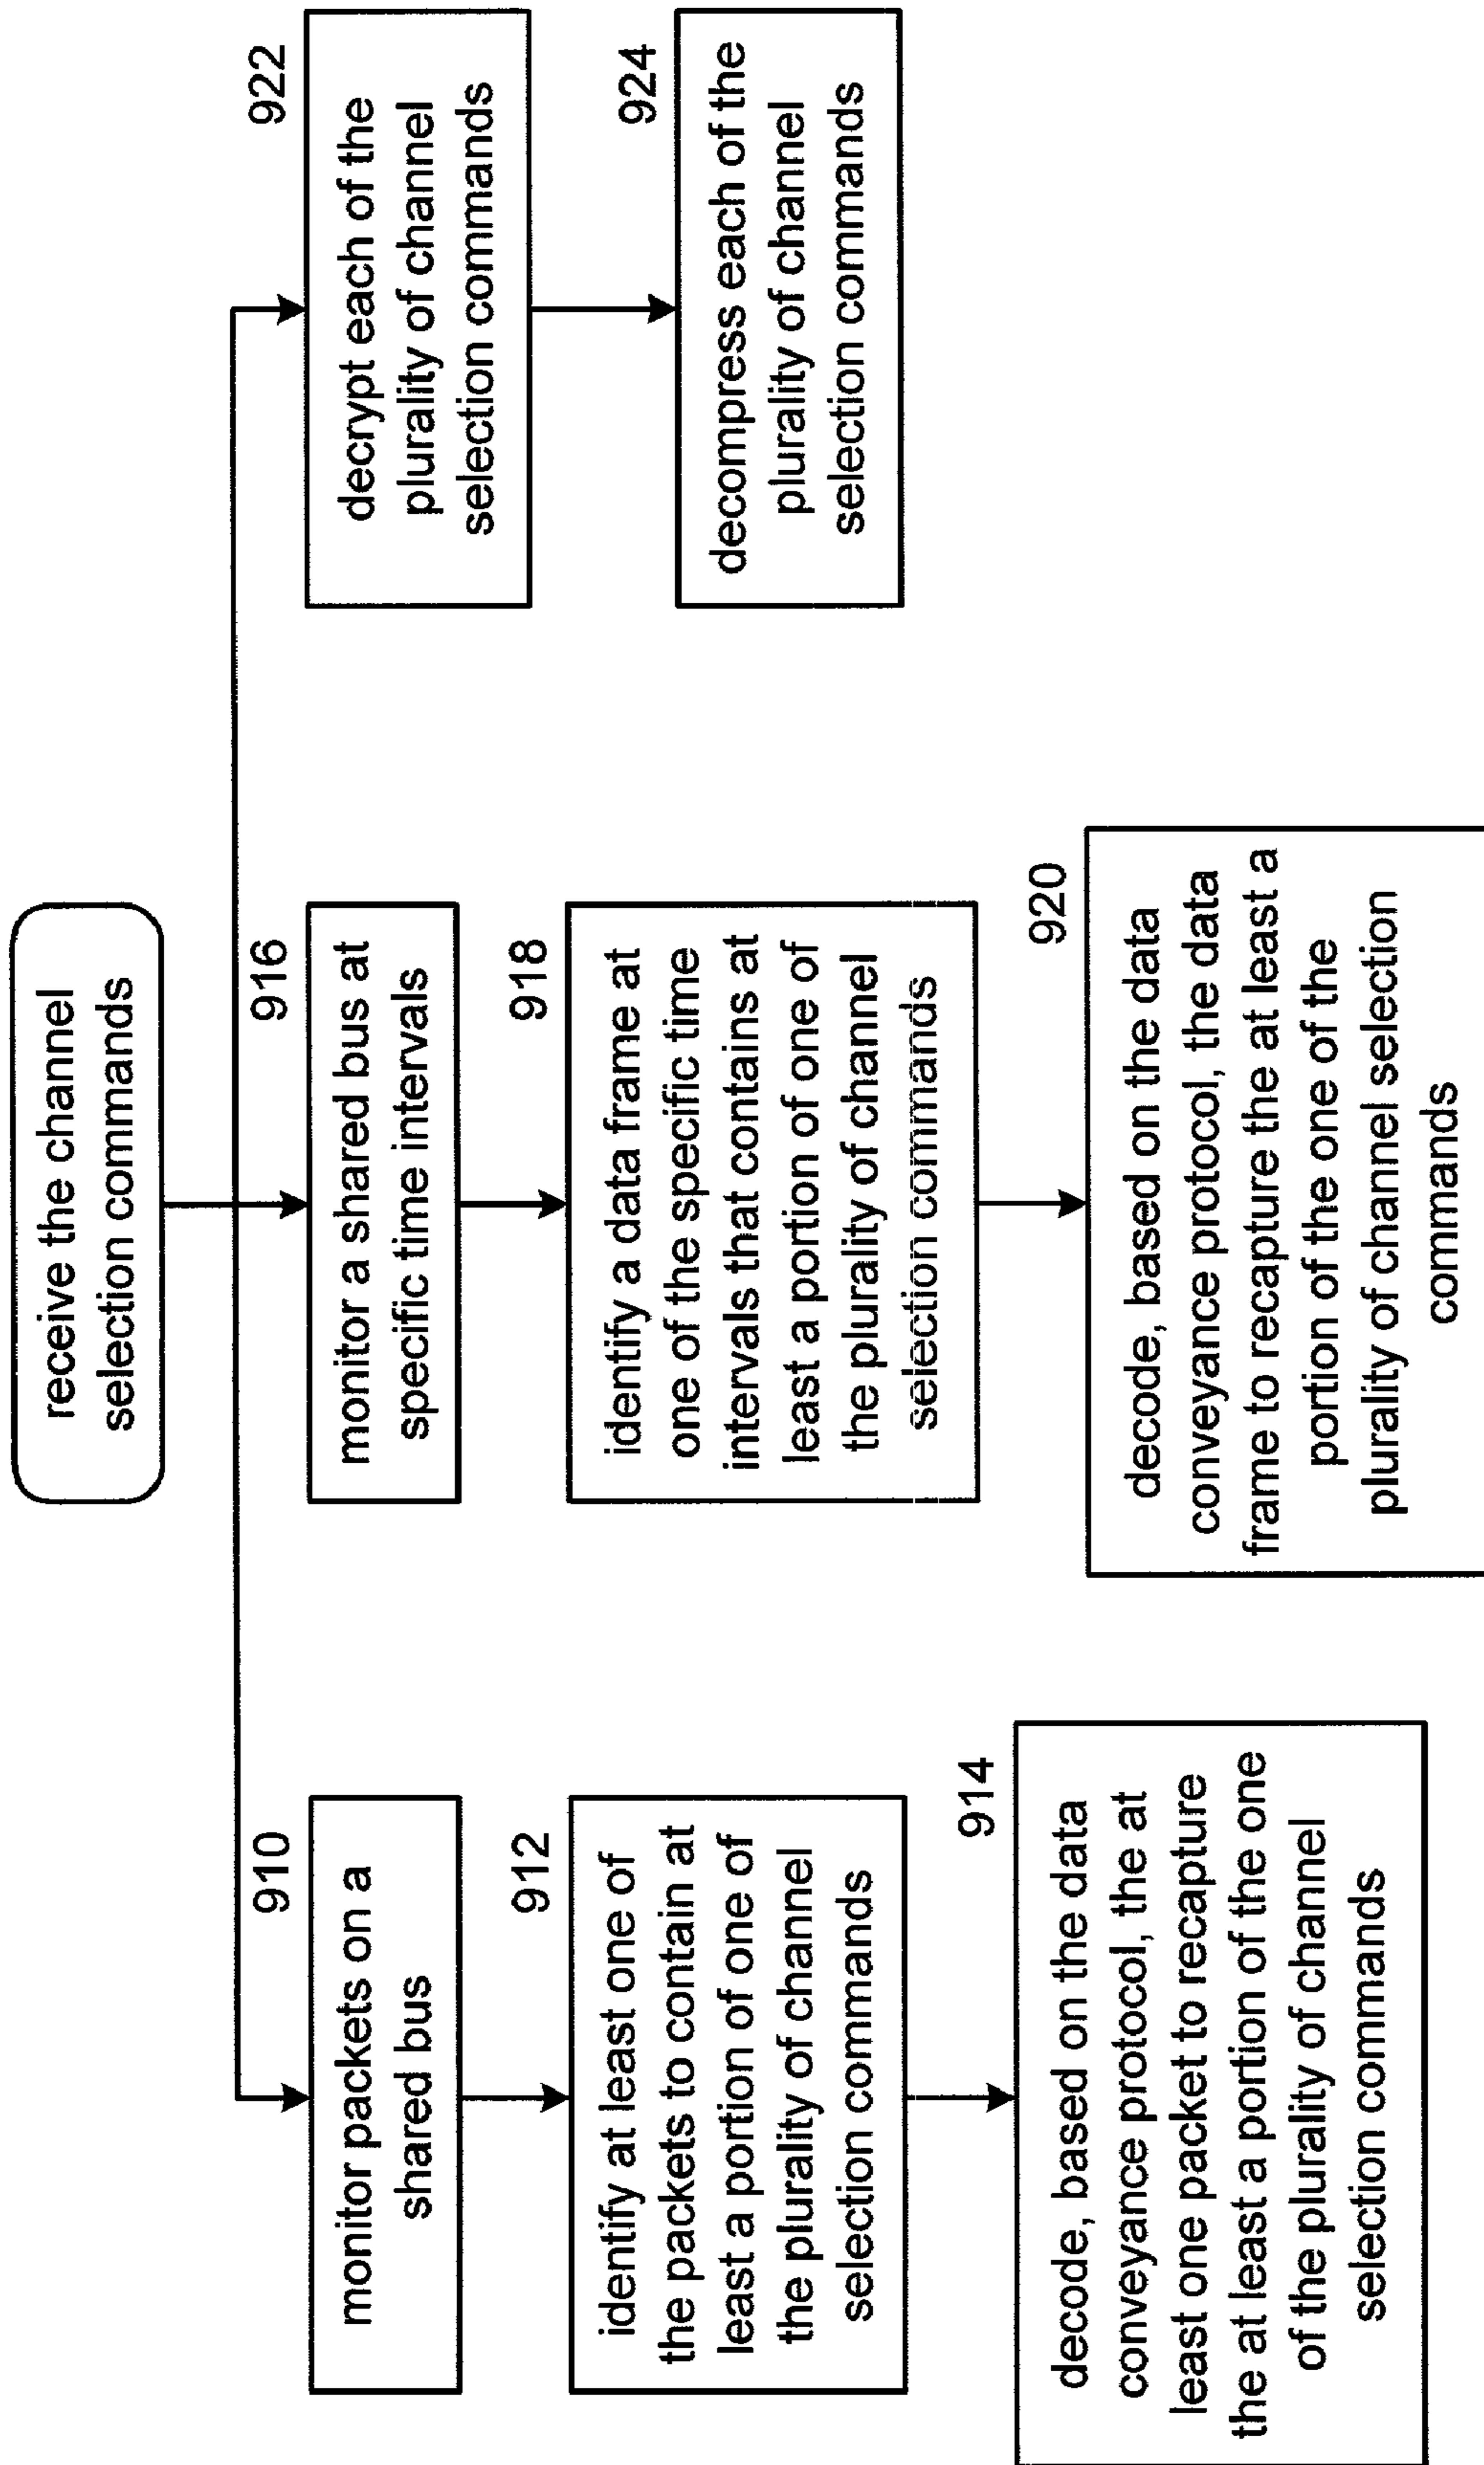 receive the channel
selection commands
910
monitor packets on a
shared bus
912
identify at least one of
the packets to contain at
least a portion of one of
the plurality of channel
selection commands
914
decode, based on the data
conveyance protocol, the at
least one packet to recapture
the at least a portion of the one
of the plurality of channel
selection commands
916
monitor a shared bus at
specific time intervals
918
identify a data frame at
one of the specific time
intervals that contains at
least a portion of one of
the plurality of channel
selection commands
920
decode, based on the data
conveyance protocol, the data
frame to recapture the at least a
portion of the one of the
plurality of channel selection
commands
922
decrypt each of the
plurality of channel
selection commands
924
decompress each of the
plurality of channel
selection commands